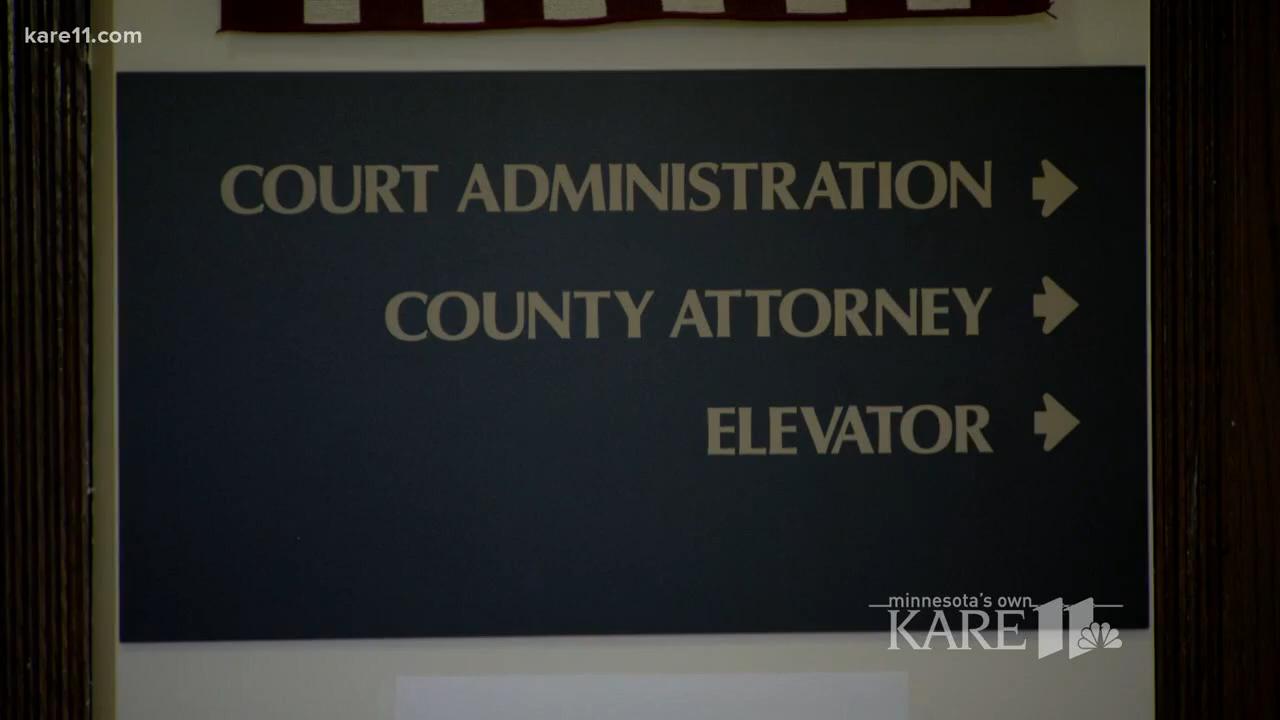 kare11.com
COURT ADMINISTRATION
COUNTY ATTORNEY
ELEVATOR
minnesota's own
KARE 11